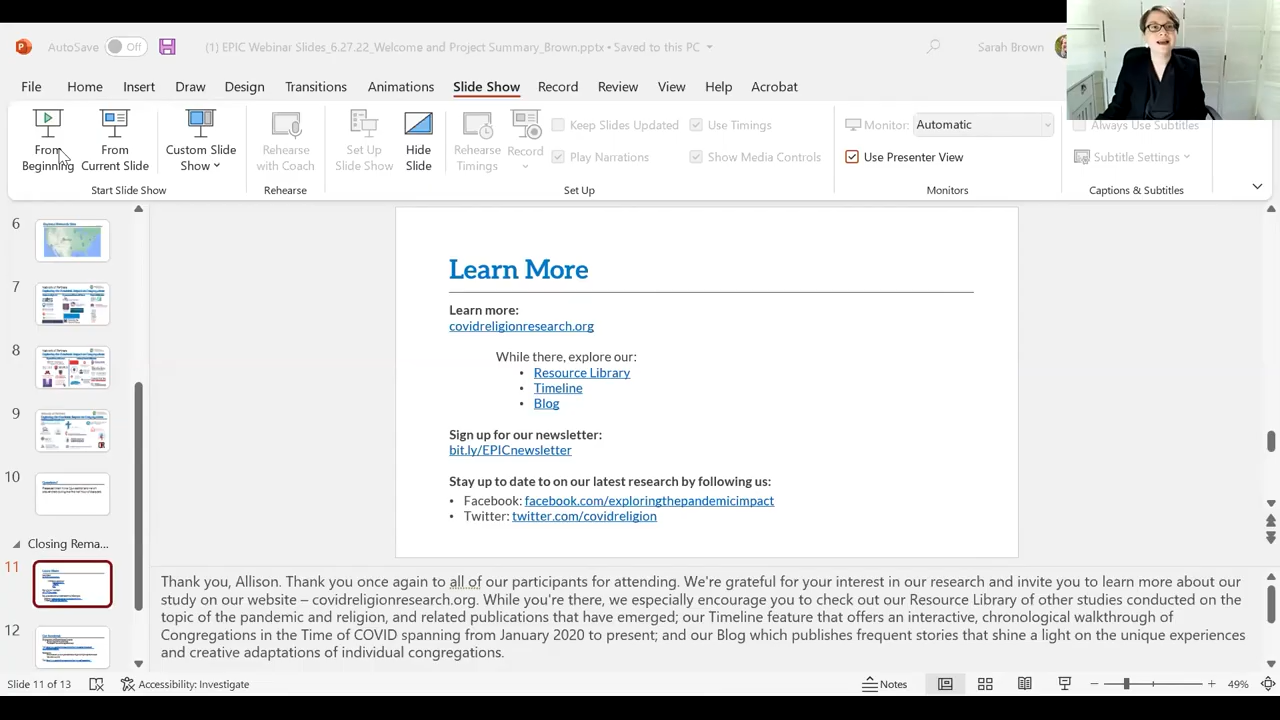 AutoSave Off (1) EPIC Webinar Slides_6.27.22_Welcome and Project Summary_Brown.pptx • Saved to this PC Sarah Brown
File Home Insert Draw Design Transitions Animations Slide Show Record Review View Help Acrobat
From Beginning
From Current Slide
Custom Slide Show
Start Slide Show
Rehearse with Coach
Rehearse
Set Up Slide Show
Hide Slide
Rehearse Timings
Record
Keep Slides Updated
Play Narrations
Use Timings
Show Media Controls
Set Up
Monitor: Automatic
Use Presenter View
Monitors
Always Use Subtitles
Subtitle Settings
Captions & Subtitles
6
7
8
9
10
Closing Rema...
11
12
Learn More
Learn more:
covidreligionresearch.org
While there, explore our:
• Resource Library
• Timeline
• Blog
Sign up for our newsletter:
bit.ly/EPICnewsletter
Stay up to date to on our latest research by following us:
• Facebook: facebook.com/exploringthepandemicimpact
• Twitter: twitter.com/covidreligion
Thank you, Allison. Thank you once again to all of our participants for attending. We're grateful for your interest in our research and invite you to learn more about our
study on our website – covidreligionresearch.org. While you're there, we especially encourage you to check out our Resource Library of other studies conducted on the
topic of the pandemic and religion, and related publications that have emerged; our Timeline feature that offers an interactive, chronological walkthrough of
Congregations in the Time of COVID spanning from January 2020 to present; and our Blog which publishes frequent stories that shine a light on the unique experiences
and creative adaptations of individual congregations.
Slide 11 of 13 Accessibility: Investigate Notes 49%